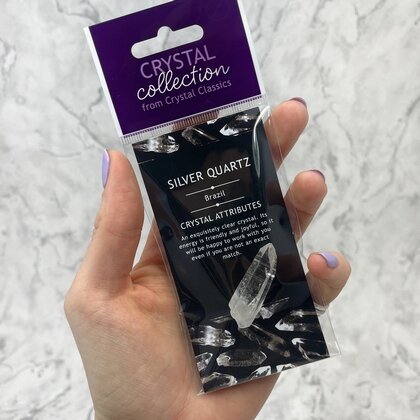 CRYSTAL
collection
from Crystal Classics
SILVER QUARTZ
Brazil
CRYSTAL ATTRIBUTES
An exquisitely clear crystal. Its
energy is friendly and joyful, so it
will be happy to work with you
even if you are not an exact
match.